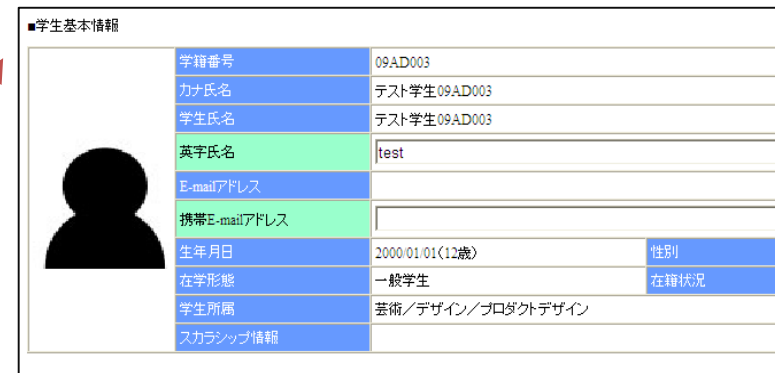 ■学生基本情報
学籍番号 09AD003
カナ氏名 テスト学生09AD003
学生氏名 テスト学生09AD003
英字氏名 test
E-mailアドレス
携帯E-mailアドレス
生年月日 2000/01/01(12歳) 性別
在学形態 一般学生 在籍状況
学生所属 芸術／デザイン／プロダクトデザイン
スカラシップ情報